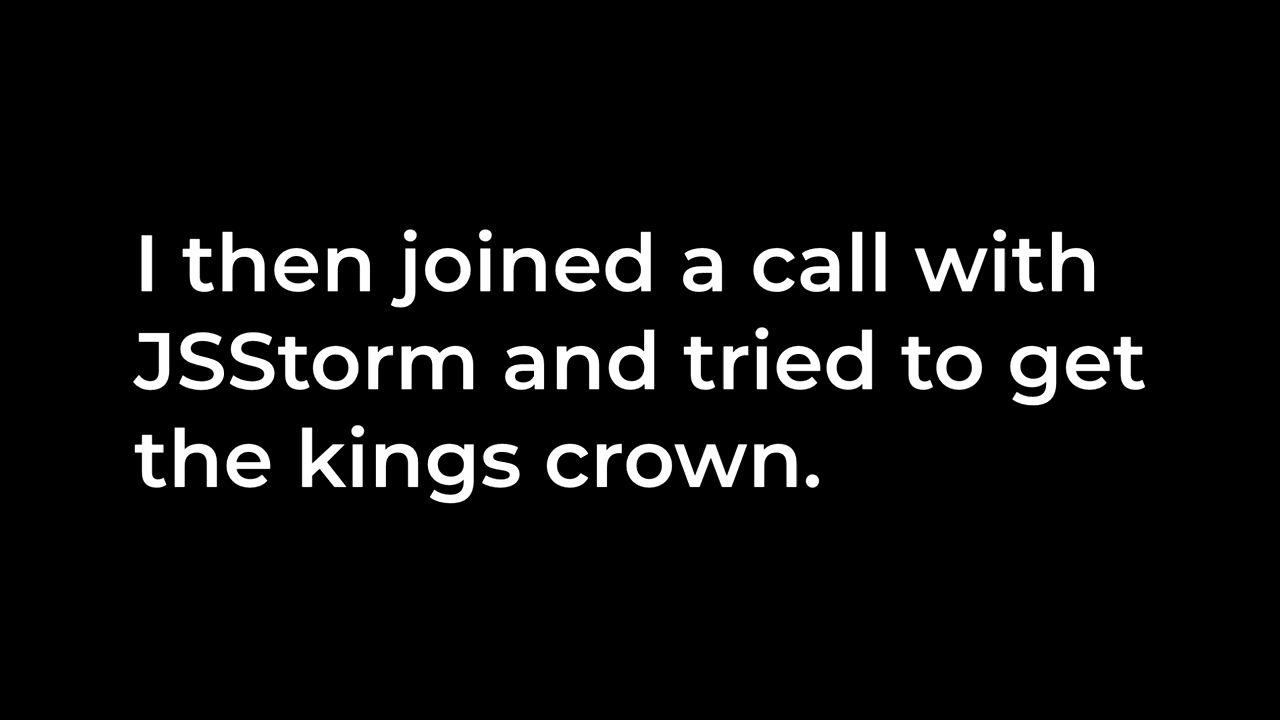 I then joined a call with
JSStorm and tried to get
the kings crown.